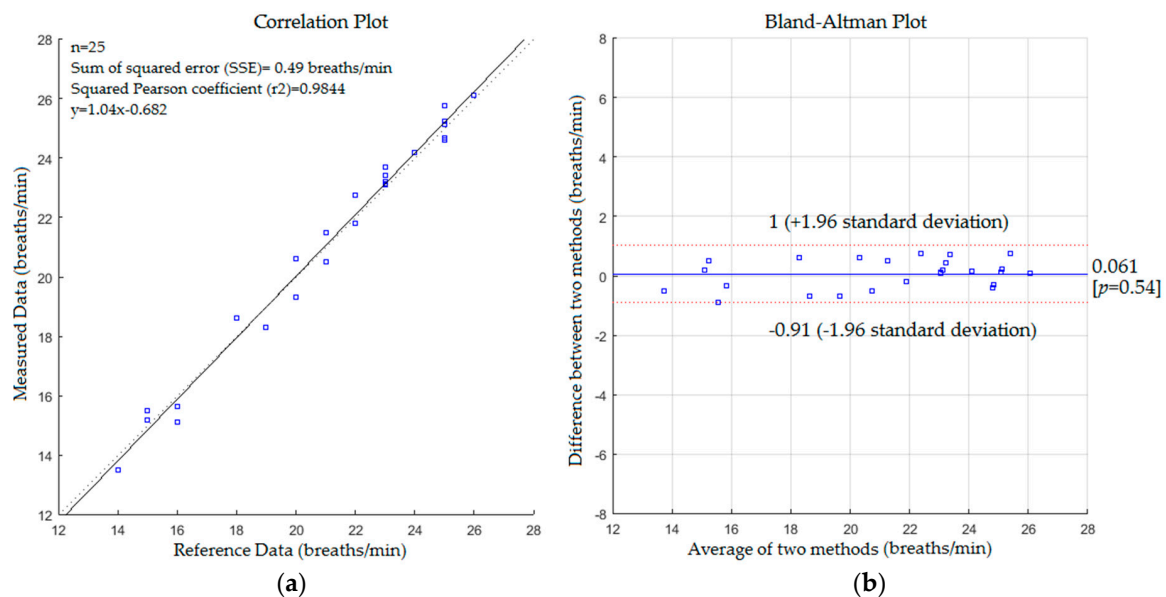 Correlation Plot
n=25
Sum of squared error (SSE)= 0.49 breaths/min
Squared Pearson coefficient (r2)=0.9844
y=1.04x-0.682
Measured Data (breaths/min)
28
26
24
22
20
18
16
14
12
12 14 16 18 20 22 24 26 28
Reference Data (breaths/min)
(a)
Bland-Altman Plot
Difference between two methods (breaths/min)
8
6
4
2
0
-2
-4
-6
-8
1 (+1.96 standard deviation)
0.061
[p=0.54]
-0.91 (-1.96 standard deviation)
12 14 16 18 20 22 24 26 28
Average of two methods (breaths/min)
(b)